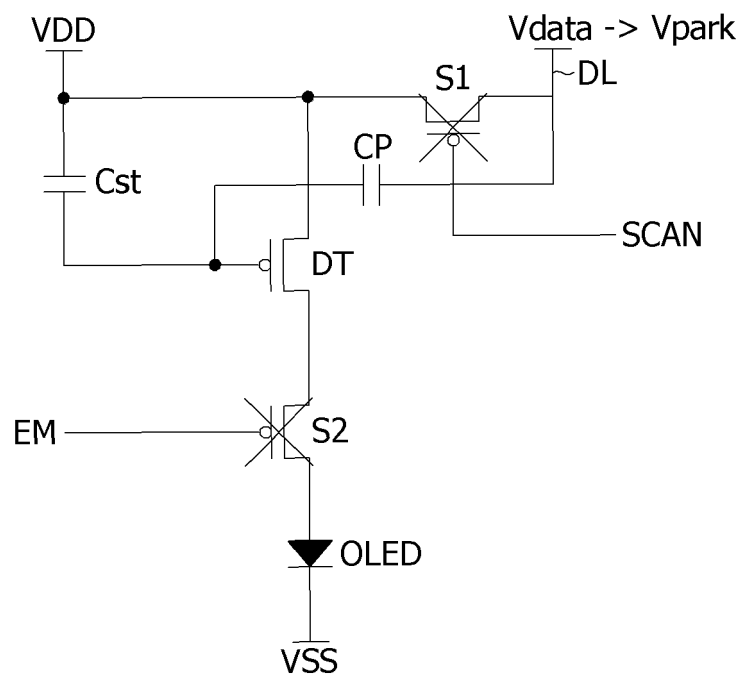 VDD
Vdata -> Vpark
S1
DL
CP
Cst
SCAN
DT
EM
S2
OLED
VSS